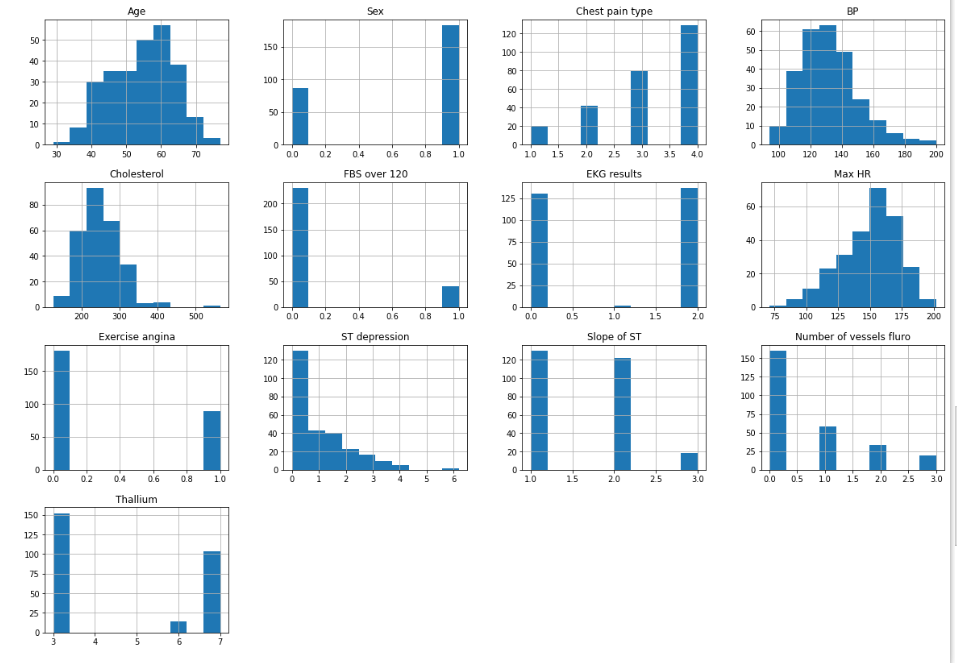 Age
50
40
30
20
10
0
30 40 50 60 70
Sex
150
100
50
0
0.0 0.2 0.4 0.6 0.8 1.0
Chest pain type
120
100
80
60
40
20
0
1.0 1.5 2.0 2.5 3.0 3.5 4.0
BP
60
50
40
30
20
10
0
100 120 140 160 180 200
Cholesterol
80
60
40
20
0
200 300 400 500
FBS over 120
200
150
100
50
0
0.0 0.2 0.4 0.6 0.8 1.0
EKG results
125
100
75
50
25
0
0.0 0.5 1.0 1.5 2.0
Max HR
60
40
20
0
75 100 125 150 175 200
Exercise angina
150
100
50
0
0.0 0.2 0.4 0.6 0.8 1.0
ST depression
120
100
80
60
40
20
0
0 1 2 3 4 5 6
Slope of ST
120
100
80
60
40
20
0
1.0 1.5 2.0 2.5 3.0
Number of vessels fluro
150
125
100
75
50
25
0
0.0 0.5 1.0 1.5 2.0 2.5 3.0
Thallium
150
125
100
75
50
25
0
3 4 5 6 7